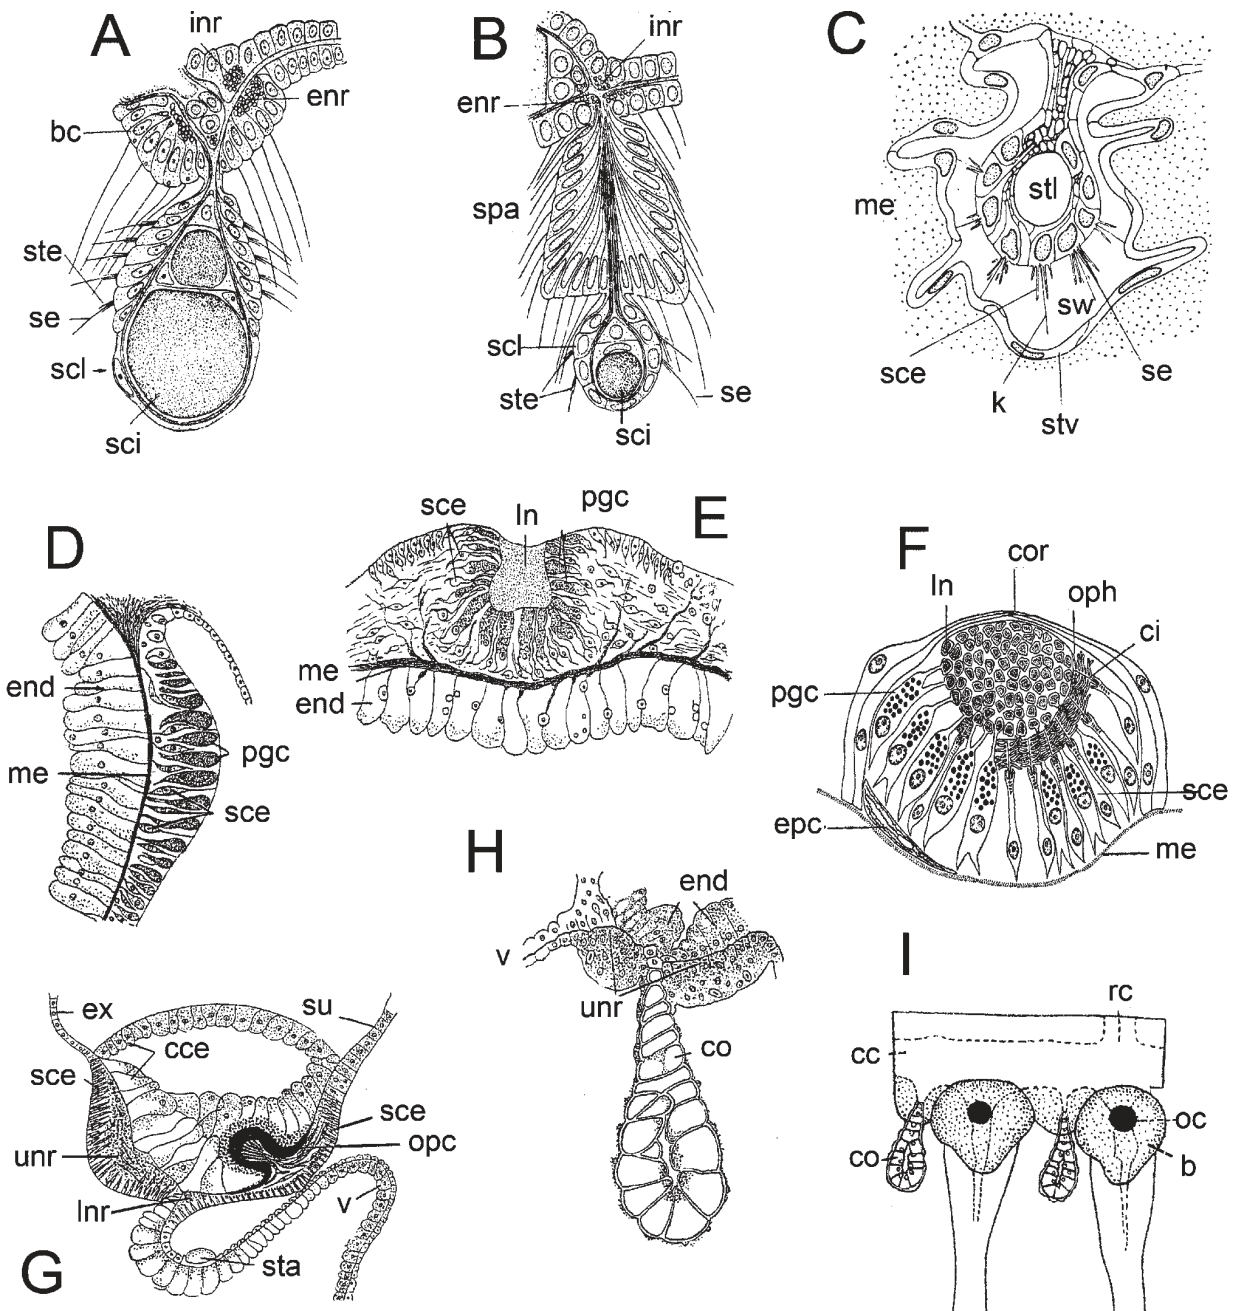 A
inr
enr
bc
ste
se
scl
sci
B
inr
enr
spa
scl
ste
se
sci
C
stl
me
sw
sce
k
stv
se
D
end
me
pgc
sce
E
sce
ln
pgc
me
end
F
cor
ln
oph
ci
pgc
sce
epc
me
G
ex
su
cce
sce
sce
opc
unr
lnr
v
sta
H
end
v
unr
co
I
rc
cc
oc
co
b